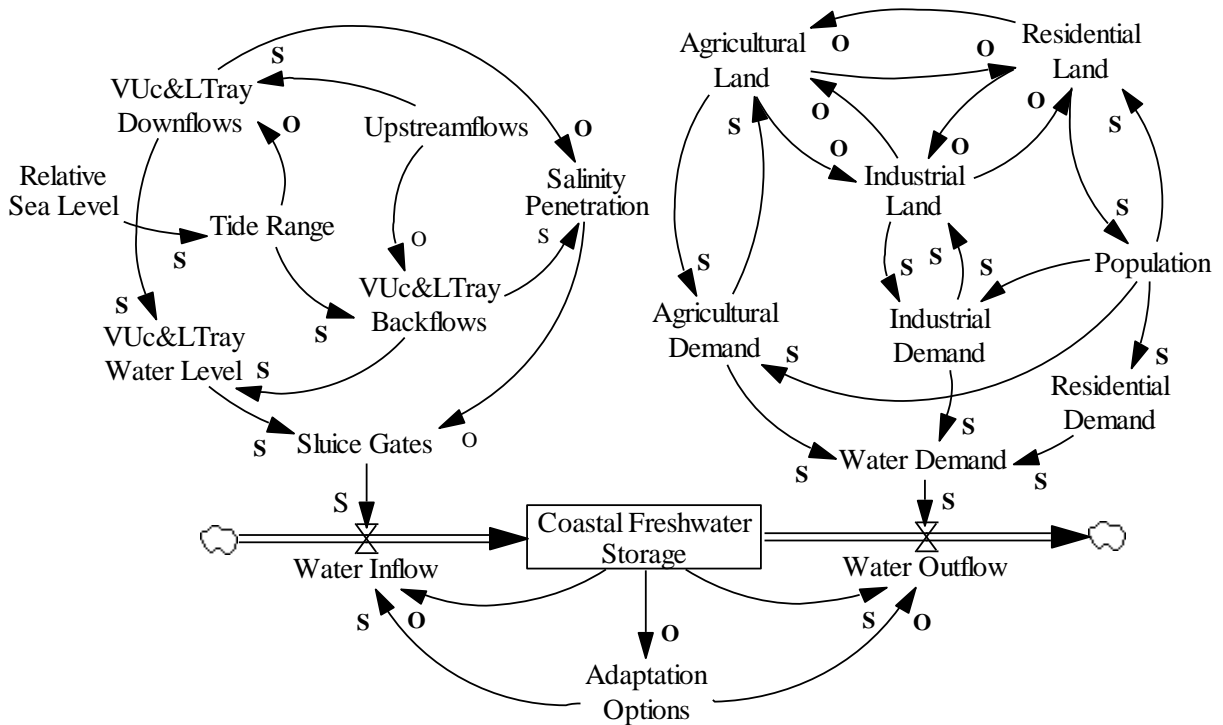 S
VUc&LTray
Downflows
O
Upstreamflows
O
Salinity
Penetration
S
Relative
Sea Level
S
Tide Range
O
VUc&LTray
Backflows
S
S
VUc&LTray
Water Level
S
S
Sluice Gates
O
Agricultural
Land
O
Residential
Land
O
O
S
O
O
O
S
Industrial
Land
S
Population
S
S
S
S
Agricultural
Demand
Industrial
Demand
S
S
Residential
Demand
S
S
Water Demand
S
S
S
Coastal Freshwater
Storage
Water Inflow
Water Outflow
S
O
O
S
O
Adaptation
Options